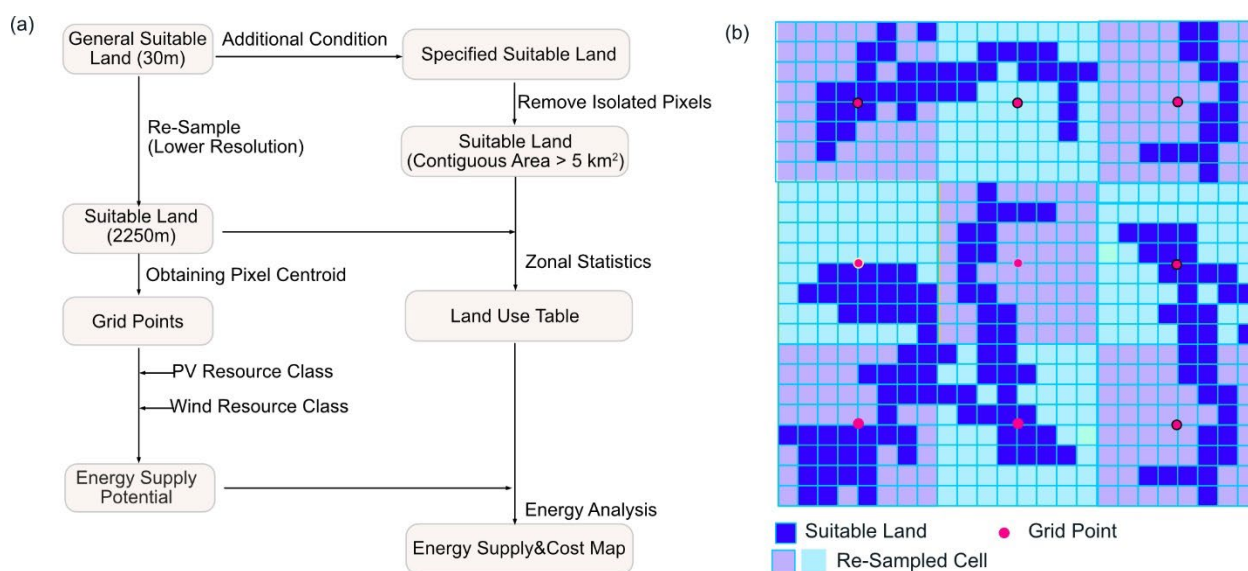 (a)
General Suitable
Land (30m)
Additional Condition
Specified Suitable Land
Remove Isolated Pixels
Re-Sample
(Lower Resolution)
Suitable Land
(Contiguous Area > 5 km²)
Suitable Land
(2250m)
Obtaining Pixel Centroid
Zonal Statistics
Grid Points
Land Use Table
PV Resource Class
Wind Resource Class
Energy Supply
Potential
Energy Analysis
Energy Supply&Cost Map
(b)
Suitable Land
Grid Point
Re-Sampled Cell